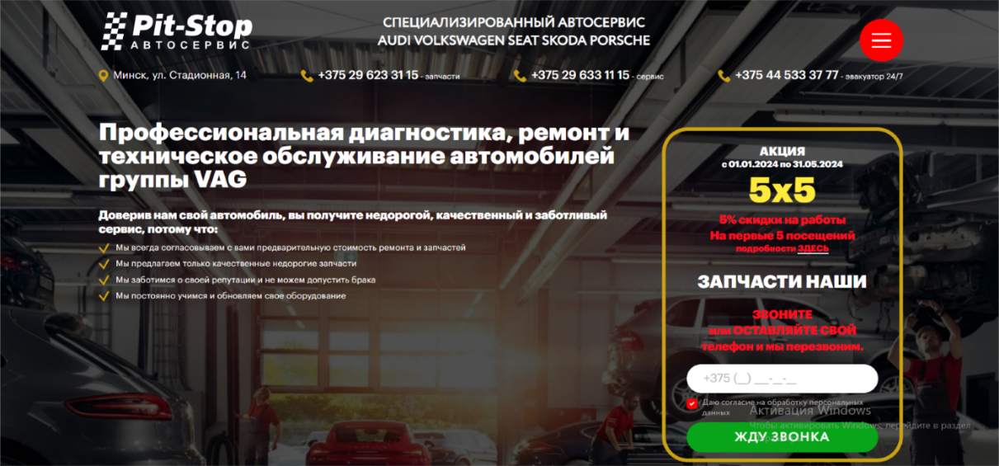 Pit-Stop
АВТОСЕРВИС
СПЕЦИАЛИЗИРОВАННЫЙ АВТОСЕРВИС
AUDI VOLKSWAGEN SEAT SKODA PORSCHE
Минск, ул. Стадионная, 14
+375 29 623 31 15 - запчасти
+375 29 633 11 15 - сервис
+375 44 533 37 77 - эвакуатор 24/7
Профессиональная диагностика, ремонт и
техническое обслуживание автомобилей
группы VAG
Доверив нам свой автомобиль, вы получите недорогой, качественный и заботливый
сервис, потому что:
Мы всегда согласовываем с вами предварительную стоимость ремонта и запчастей
Мы предлагаем только качественные недорогие запчасти
Мы заботимся о своей репутации и не можем допустить брака
Мы постоянно учимся и обновляем свое оборудование
АКЦИЯ
с 01.01.2024 по 31.05.2024
5x5
5% скидки на работы
На первые 5 посещений
подробности ЗДЕСЬ
ЗАПЧАСТИ НАШИ
ЗВОНИТЕ
или ОСТАВЛЯЙТЕ СВОЙ
телефон и мы перезвоним.
+375 (__) ___-__-__
Даю согласие на обработку персональных
данных
Активация Windows
Чтобы активировать Windows, перейдите в раздел
ЖДУ ЗВОНКА